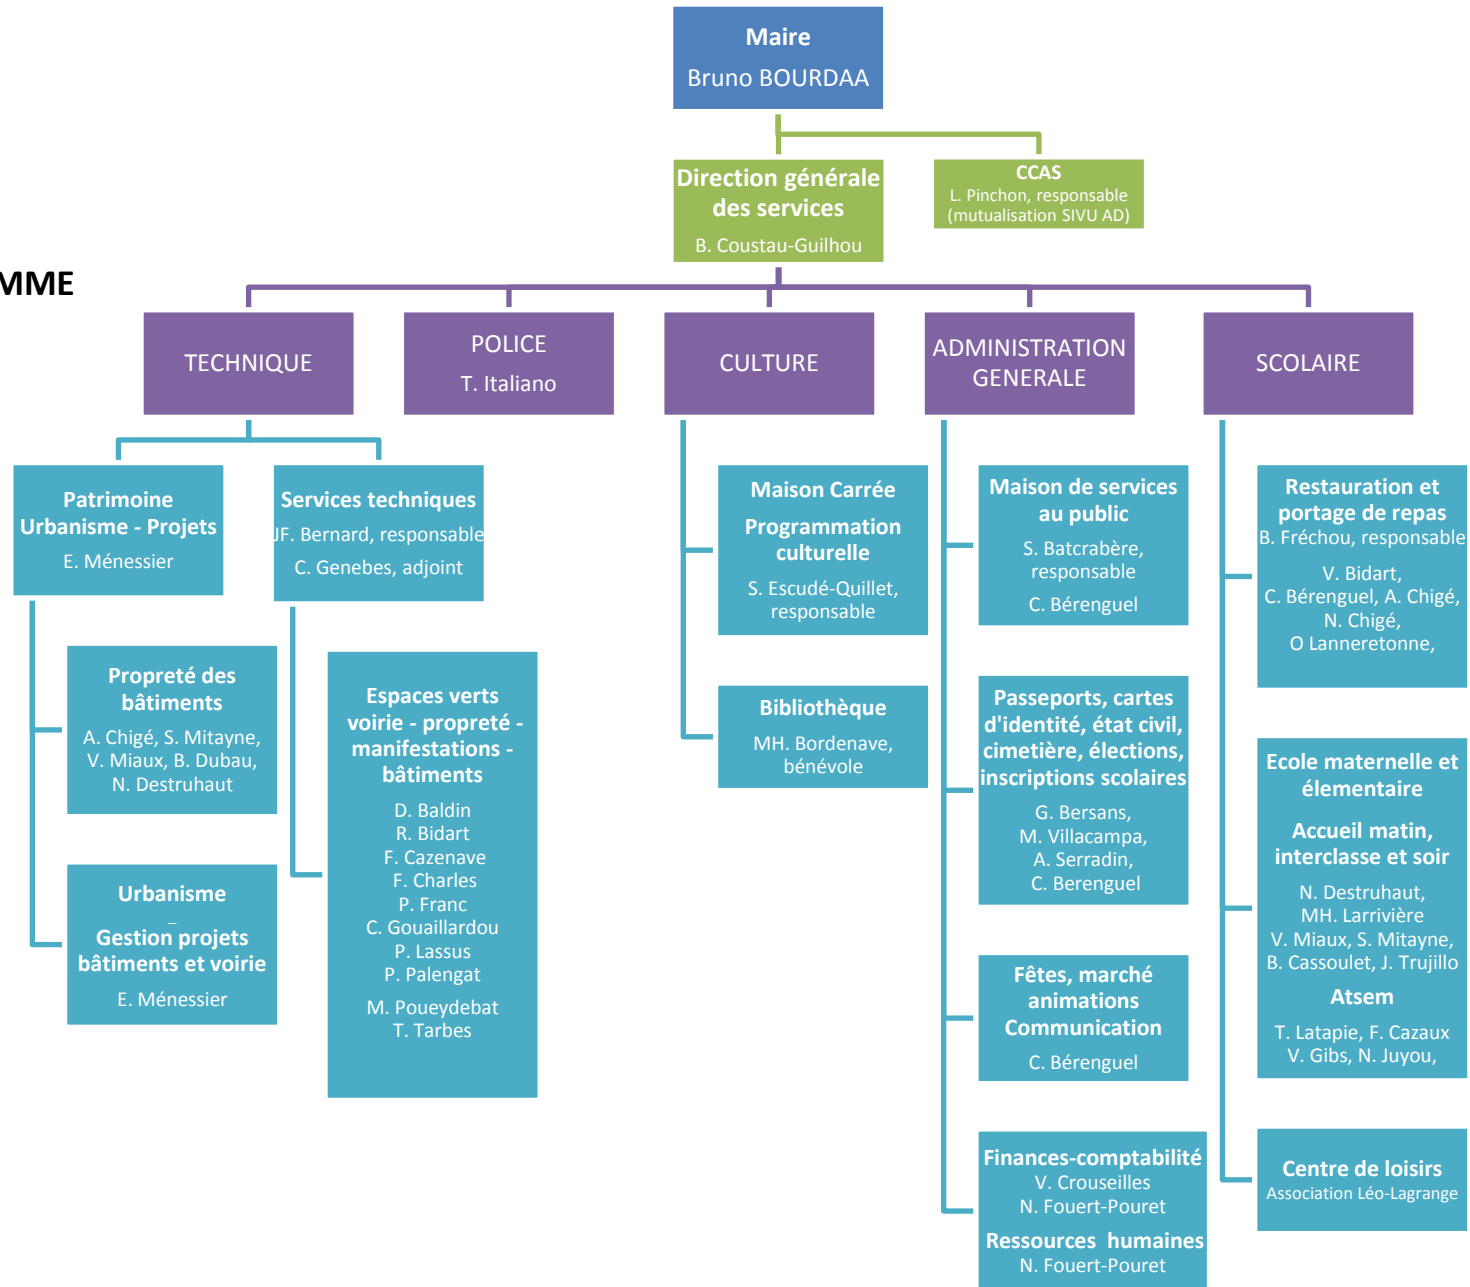 Maire
Bruno BOURDAA
Direction générale
des services
B. Coustau-Guilhou
CCAS
L. Pinchon, responsable
(mutualisation SIVU AD)
MME
TECHNIQUE
POLICE
T. Italiano
CULTURE
ADMINISTRATION
GENERALE
SCOLAIRE
Patrimoine
Urbanisme - Projets
E. Ménessier
Services techniques
JF. Bernard, responsable
C. Genebes, adjoint
Propreté des
bâtiments
A. Chigé, S. Mitayne,
V. Miaux, B. Dubau,
N. Destruhaut
Urbanisme
–
Gestion projets
bâtiments et voirie
E. Ménessier
Espaces verts
voirie - propreté -
manifestations -
bâtiments
D. Baldin
R. Bidart
F. Cazenave
F. Charles
P. Franc
C. Gouaillardou
P. Lassus
P. Palengat
M. Poueydebat
T. Tarbes
Maison Carrée
Programmation
culturelle
S. Escudé-Quillet,
responsable
Bibliothèque
MH. Bordenave,
bénévole
Maison de services
au public
S. Batcrabère,
responsable
C. Bérenguel
Passeports, cartes
d'identité, état civil,
cimetière, élections,
inscriptions scolaires
G. Bersans,
M. Villacampa,
A. Serradin,
C. Berenguel
Fêtes, marché
animations
Communication
C. Bérenguel
Finances-comptabilité
V. Crouseilles
N. Fouert-Pouret
Ressources humaines
N. Fouert-Pouret
Restauration et
portage de repas
B. Fréchou, responsable
V. Bidart,
C. Bérenguel, A. Chigé,
N. Chigé,
O Lanneretonne,
Ecole maternelle et
élementaire
Accueil matin,
interclasse et soir
N. Destruhaut,
MH. Larrivière
V. Miaux, S. Mitayne,
B. Cassoulet, J. Trujillo
Atsem
T. Latapie, F. Cazaux
V. Gibs, N. Juyou,
Centre de loisirs
Association Léo-Lagrange